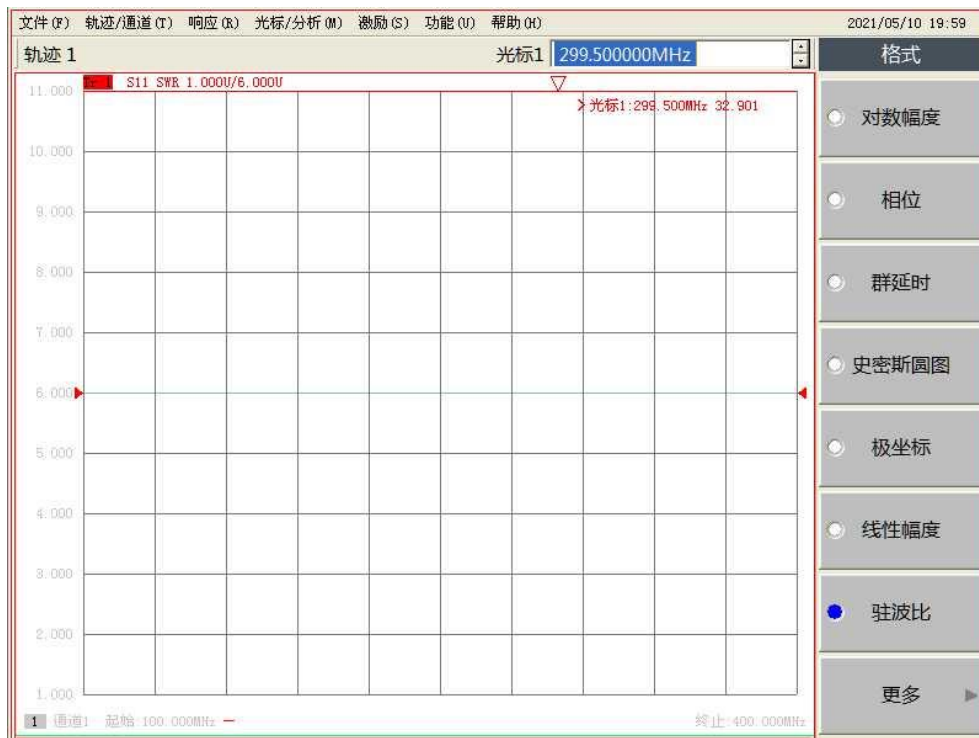 文件(F) 轨迹/通道(T) 响应(R) 光标/分析(M) 激励(S) 功能(U) 帮助(H) 2021/05/10 19:59
轨迹 1 光标1 299.500000MHz 格式
Tr 1 S11 SWR 1.000U/6.000U
>光标1:299.500MHz 32.901
11.000
10.000
9.000
8.000
7.000
6.000
5.000
4.000
3.000
2.000
1.000
1 通道1 起始 100.000MHz 终止 400.000MHz
对数幅度
相位
群延时
史密斯圆图
极坐标
线性幅度
驻波比
更多